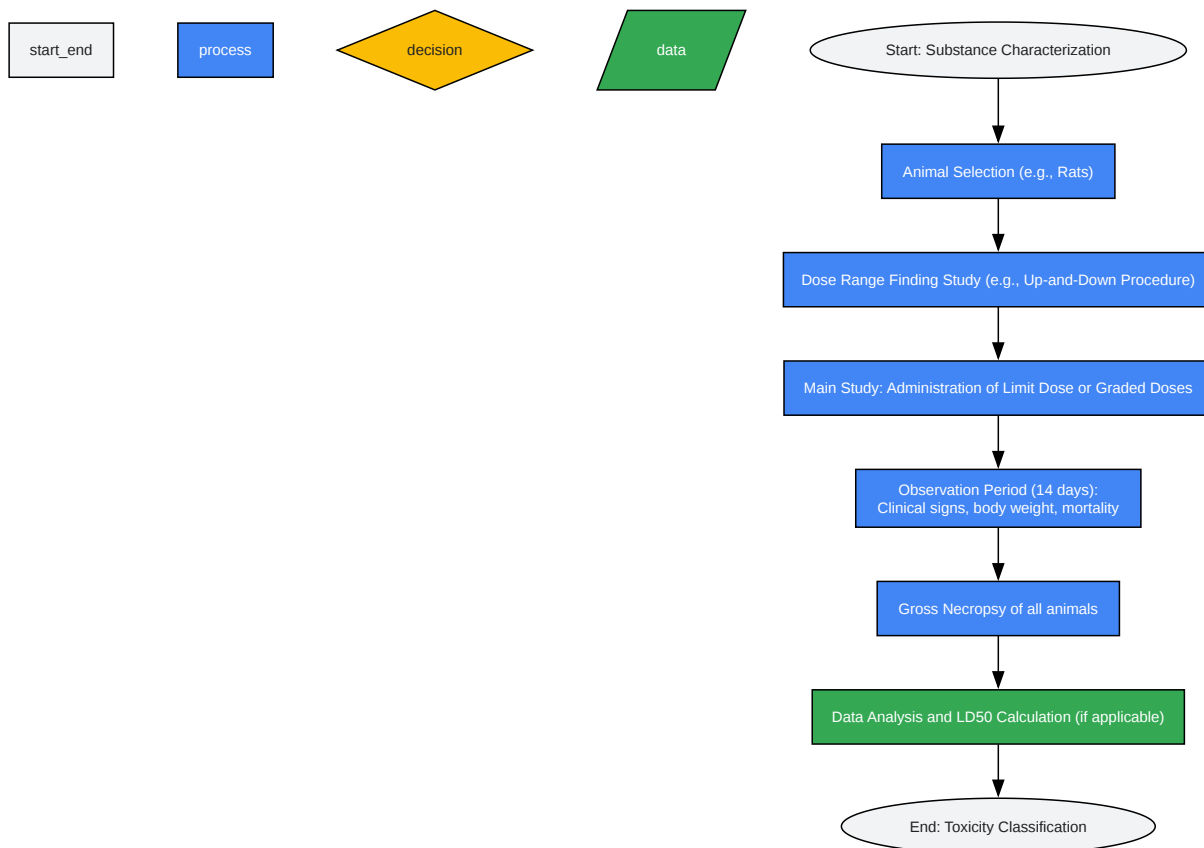 start_end
process
decision
data
Start: Substance Characterization
Animal Selection (e.g., Rats)
Dose Range Finding Study (e.g., Up-and-Down Procedure)
Main Study: Administration of Limit Dose or Graded Doses
Observation Period (14 days):
Clinical signs, body weight, mortality
Gross Necropsy of all animals
Data Analysis and LD50 Calculation (if applicable)
End: Toxicity Classification